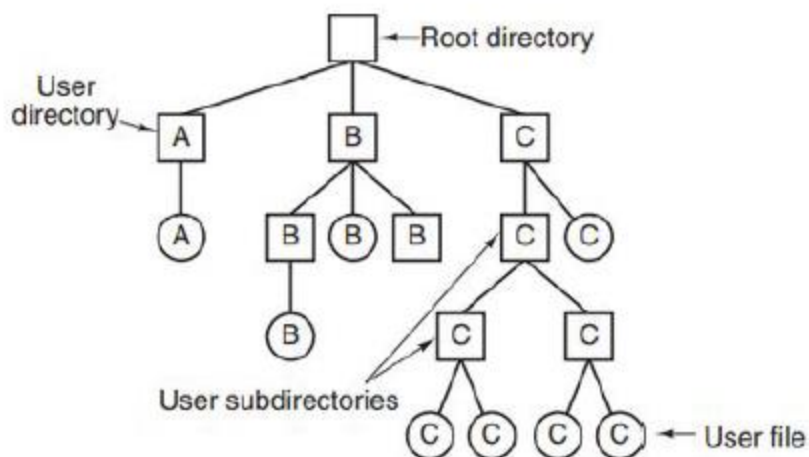 Root directory
User
directory
A B C
A B B B C C
B C C
User subdirectories
C C C C User file